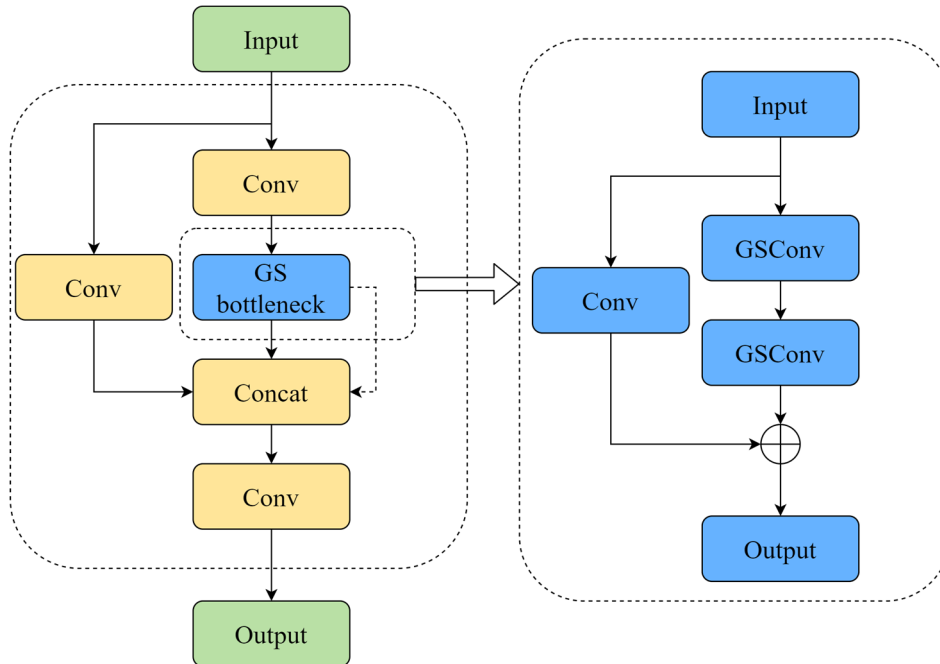 Input
Conv
Conv
GS
bottleneck
Concat
Conv
Output
Input
GSConv
Conv
GSConv
Output